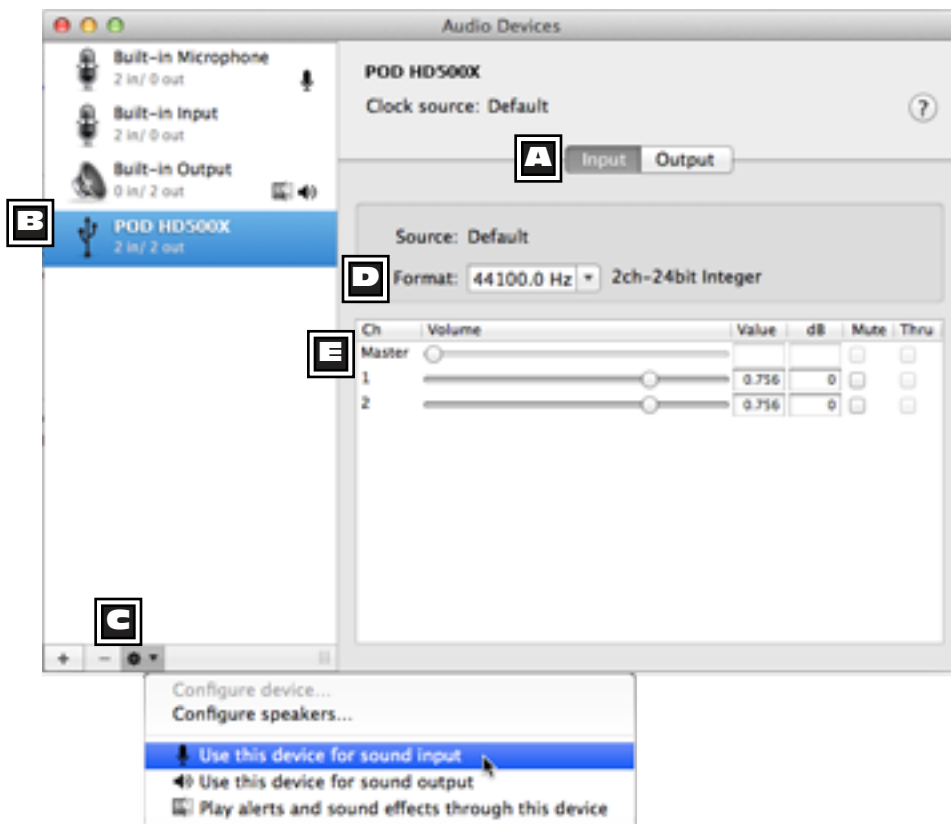 Audio Devices
Built-in Microphone
2 in/ 0 out
Built-in Input
2 in/ 0 out
Built-in Output
0 in/ 2 out
B
POD HD500X
2 in/ 2 out
C
+ −
POD HD500X
Clock source: Default
?
A
Input Output
Source: Default
D
Format: 44100.0 Hz 2ch-24bit Integer
E
Ch Volume Value dB Mute Thru
Master
1 0.756 0
2 0.756 0
Configure device...
Configure speakers...
Use this device for sound input
Use this device for sound output
Play alerts and sound effects through this device